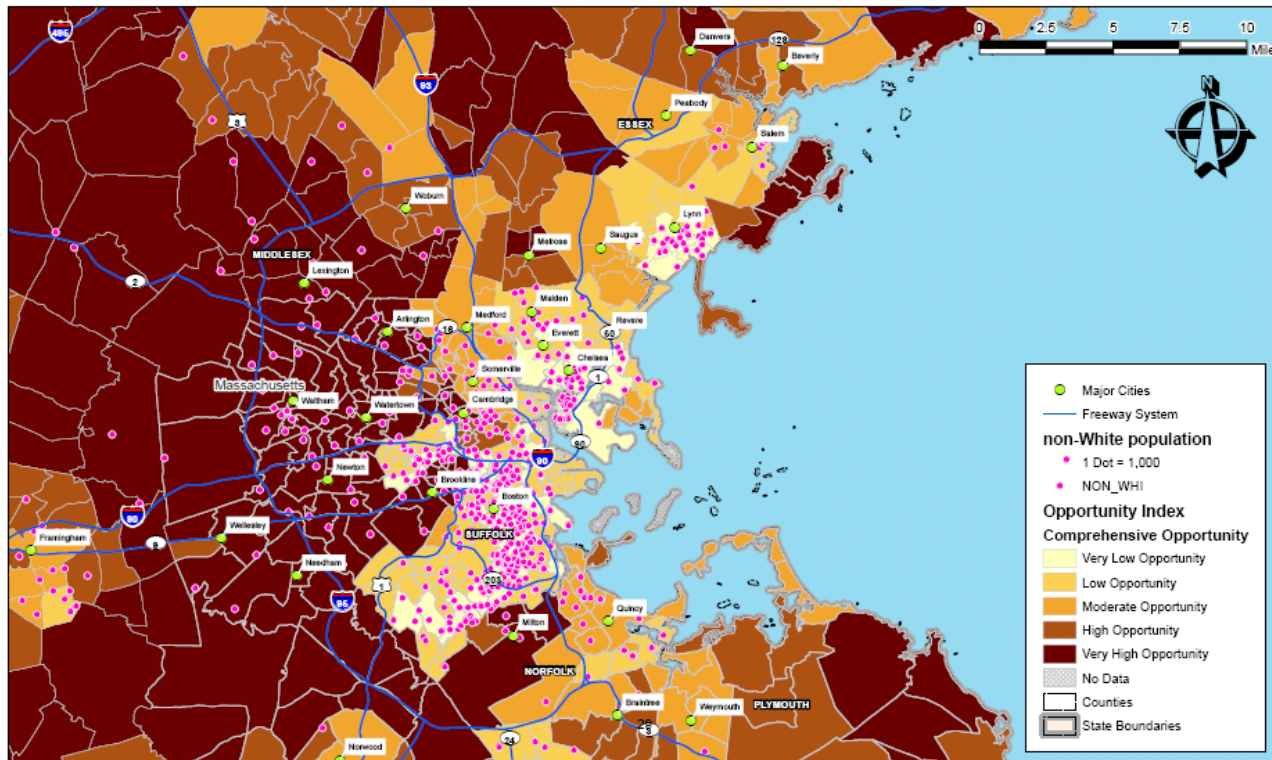 495
93
Danvers
128
Beverly
0 2.5 5 7.5 10
Mile
N
Peabody
ESSEX
3
Salem
Woburn
Lynn
MIDDLESEX
Melrose
Saugus
2
Lexington
Malden
Arlington
16
Medford
Everett
60
Revere
Chelsea
1
Massachusetts
Somerville
Waltham
Watertown
Cambridge
90
90
Newton
Brookline
Boston
90
9
Wellesley
SUFFOLK
Framingham
Needham
1
203
95
Quincy
Milton
NORFOLK
Braintree
Weymouth
PLYMOUTH
3
24
Norwood
Major Cities
Freeway System
non-White population
1 Dot = 1,000
NON_WHI
Opportunity Index
Comprehensive Opportunity
Very Low Opportunity
Low Opportunity
Moderate Opportunity
High Opportunity
Very High Opportunity
No Data
Counties
State Boundaries